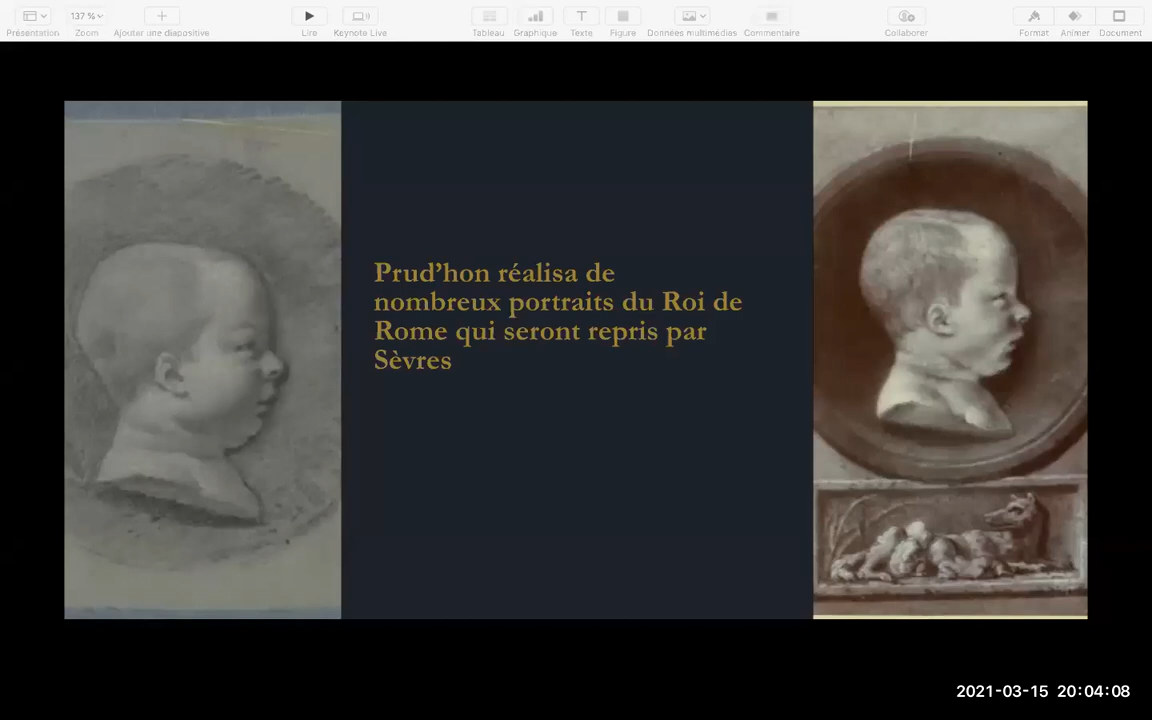 137 %
Présentation Zoom Ajouter une diapositive Lire Keynote Live Tableau Graphique Texte Figure Données multimédias Commentaire Collaborer Format Animer Document
Prud’hon réalisa de
nombreux portraits du Roi de
Rome qui seront repris par
Sèvres
2021-03-15 20:04:08